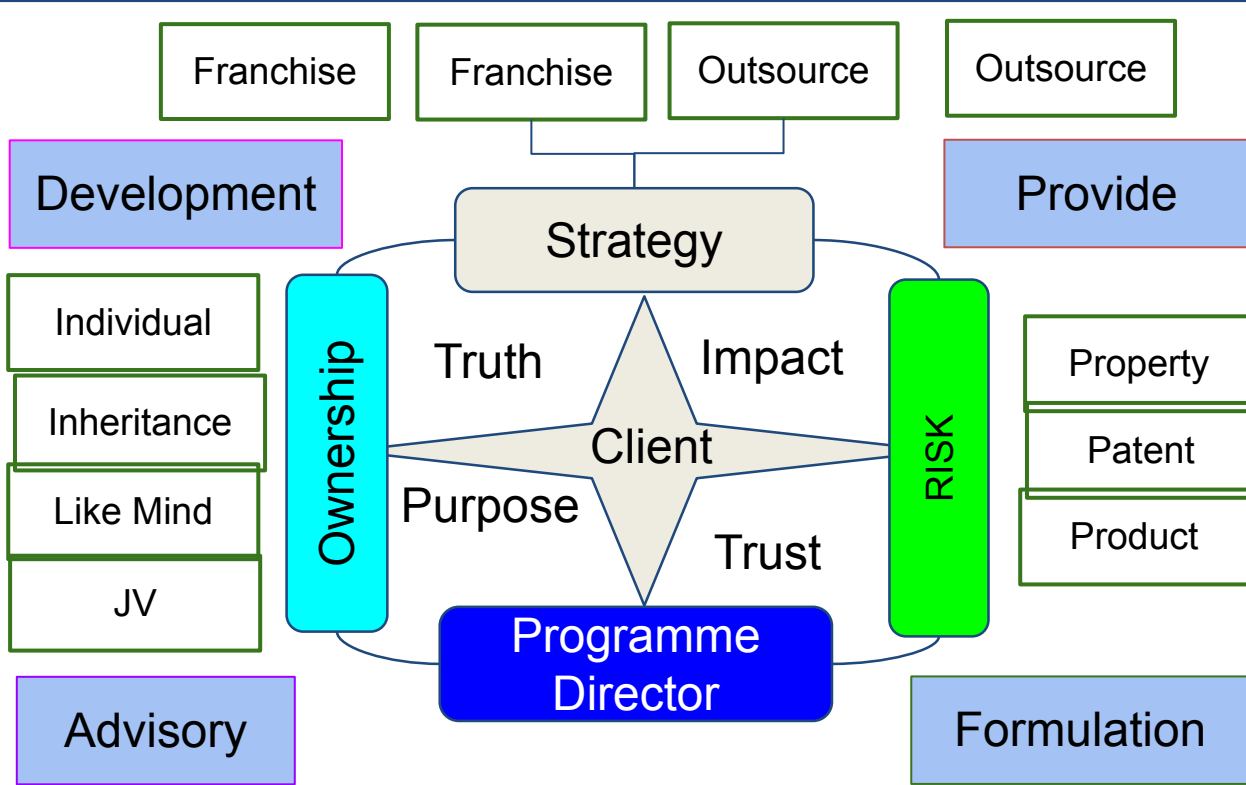 Franchise
Franchise
Outsource
Outsource
Development
Provide
Strategy
Individual
Inheritance
Like Mind
JV
Ownership
Truth
Impact
Client
Purpose
Trust
RISK
Property
Patent
Product
Programme
Director
Advisory
Formulation